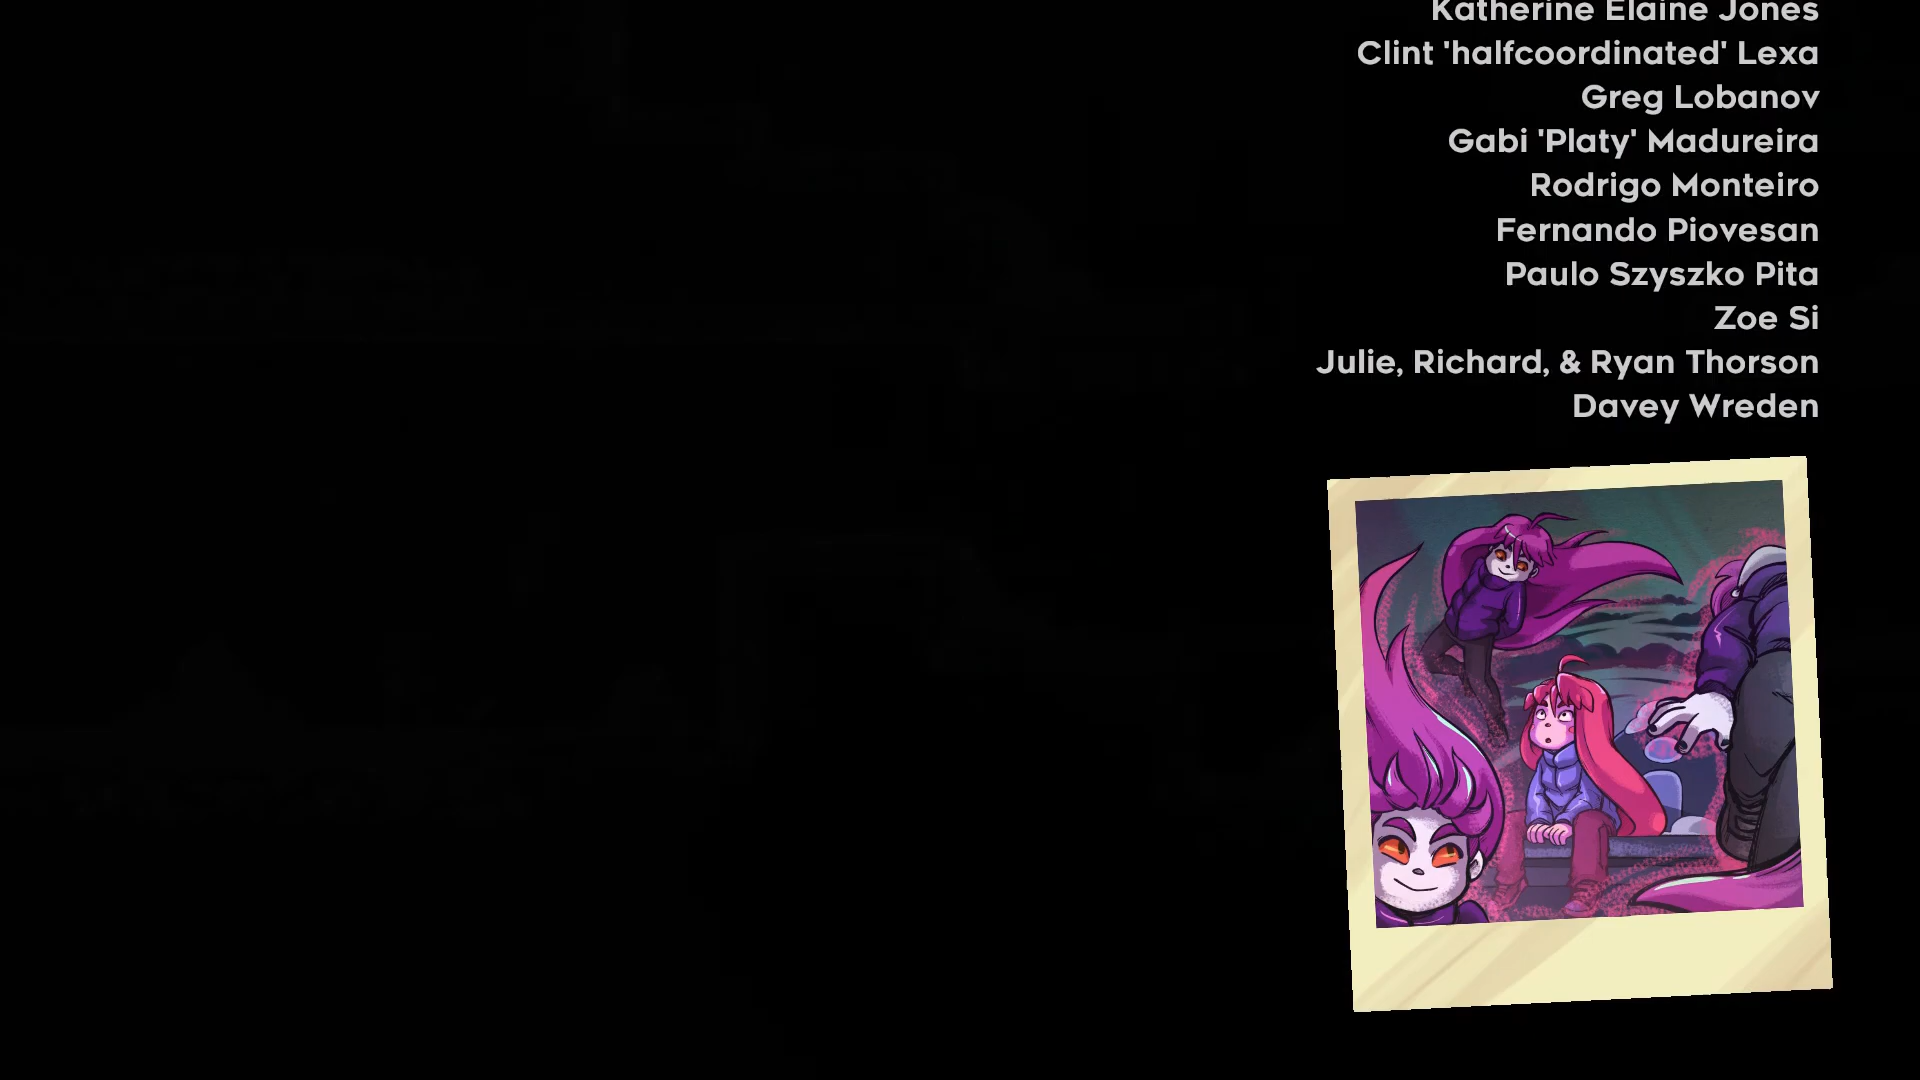 Katherine Elaine Jones
Clint 'halfcoordinated' Lexa
Greg Lobanov
Gabi 'Platy' Madureira
Rodrigo Monteiro
Fernando Piovesan
Paulo Szyszko Pita
Zoe Si
Julie, Richard, & Ryan Thorson
Davey Wreden